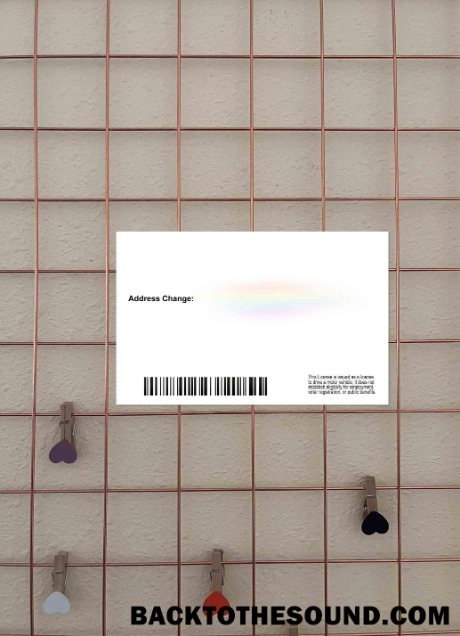 Address Change:
This license is issued as a license
to drive a motor vehicle. It does not
establish eligibility for employment,
voter registration, or public benefits
BACKTOTHESOUND.COM